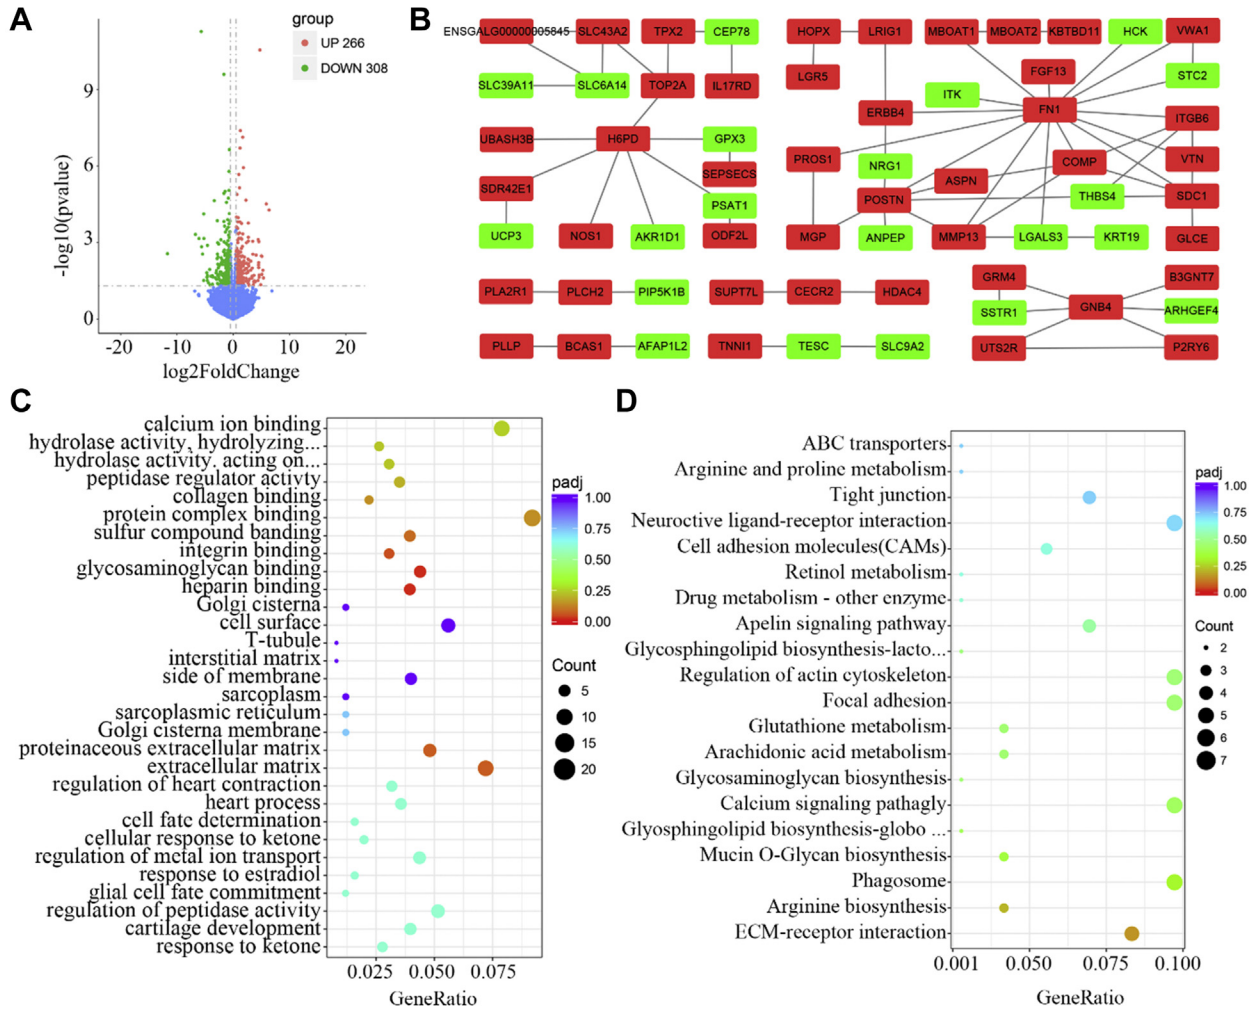 A
group
UP 266
DOWN 308
-log10(pvalue)
9
6
3
0
-20
-10
0
10
20
log2FoldChange
B
ENSGALG00000005845
SLC43A2
TPX2
CEP78
SLC39A11
SLC6A14
TOP2A
IL17RD
UBASH3B
H6PD
GPX3
SEPSECS
SDR42E1
PSAT1
UCP3
NOS1
AKR1D1
ODF2L
HOPX
LRIG1
MBOAT1
MBOAT2
KBTBD11
HCK
VWA1
LGR5
FGF13
STC2
ITK
FN1
ERBB4
ITGB6
PROS1
NRG1
COMP
VTN
ASPN
POSTN
THBS4
SDC1
MGP
ANPEP
MMP13
LGALS3
KRT19
GLCE
PLA2R1
PLCH2
PIP5K1B
SUPT7L
CECR2
HDAC4
GRM4
B3GNT7
SSTR1
GNB4
ARHGEF4
UTS2R
P2RY6
PLLP
BCAS1
AFAP1L2
TNNI1
TESC
SLC9A2
C
calcium ion binding
hydrolase activity, hydrolyzing...
hydrolase activity. acting on...
peptidase regulator activty
collagen binding
protein complex binding
sulfur compound banding
integrin binding
glycosaminoglycan binding
heparin binding
Golgi cisterna
cell surface
T-tubule
interstitial matrix
side of membrane
sarcoplasm
sarcoplasmic reticulum
Golgi cisterna membrane
proteinaceous extracellular matrix
extracellular matrix
regulation of heart contraction
heart process
cell fate determination
cellular response to ketone
regulation of metal ion transport
response to estradiol
glial cell fate commitment
regulation of peptidase activity
cartilage development
response to ketone
0.025
0.050
0.075
GeneRatio
padj
1.00
0.75
0.50
0.25
0.00
Count
5
10
15
20
D
ABC transporters
Arginine and proline metabolism
Tight junction
Neuroctive ligand-receptor interaction
Cell adhesion molecules(CAMs)
Retinol metabolism
Drug metabolism - other enzyme
Apelin signaling pathway
Glycosphingolipid biosynthesis-lacto...
Regulation of actin cytoskeleton
Focal adhesion
Glutathione metabolism
Arachidonic acid metabolism
Glycosaminoglycan biosynthesis
Calcium signaling pathagly
Glyosphingolipid biosynthesis-globo ...
Mucin O-Glycan biosynthesis
Phagosome
Arginine biosynthesis
ECM-receptor interaction
0.001
0.050
0.075
0.100
GeneRatio
padj
1.00
0.75
0.50
0.25
0.00
Count
2
3
4
5
6
7